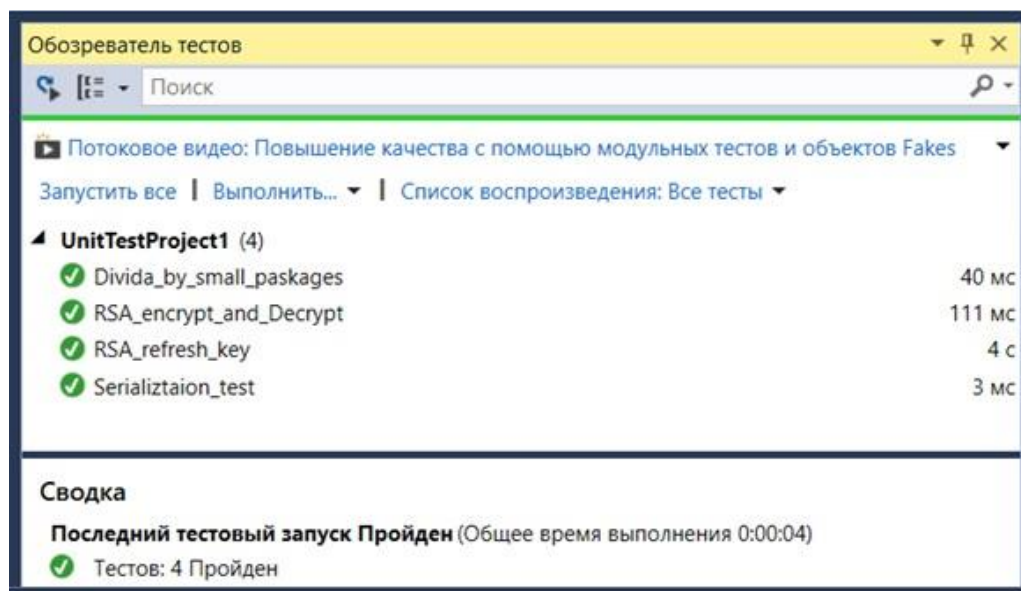 Обозреватель тестов
Поиск
Потоковое видео: Повышение качества с помощью модульных тестов и объектов Fakes
Запустить все | Выполнить... | Список воспроизведения: Все тесты
UnitTestProject1 (4)
Divida_by_small_paskages 40 мс
RSA_encrypt_and_Decrypt 111 мс
RSA_refresh_key 4 с
Serializtaion_test 3 мс
Сводка
Последний тестовый запуск Пройден (Общее время выполнения 0:00:04)
Тестов: 4 Пройден